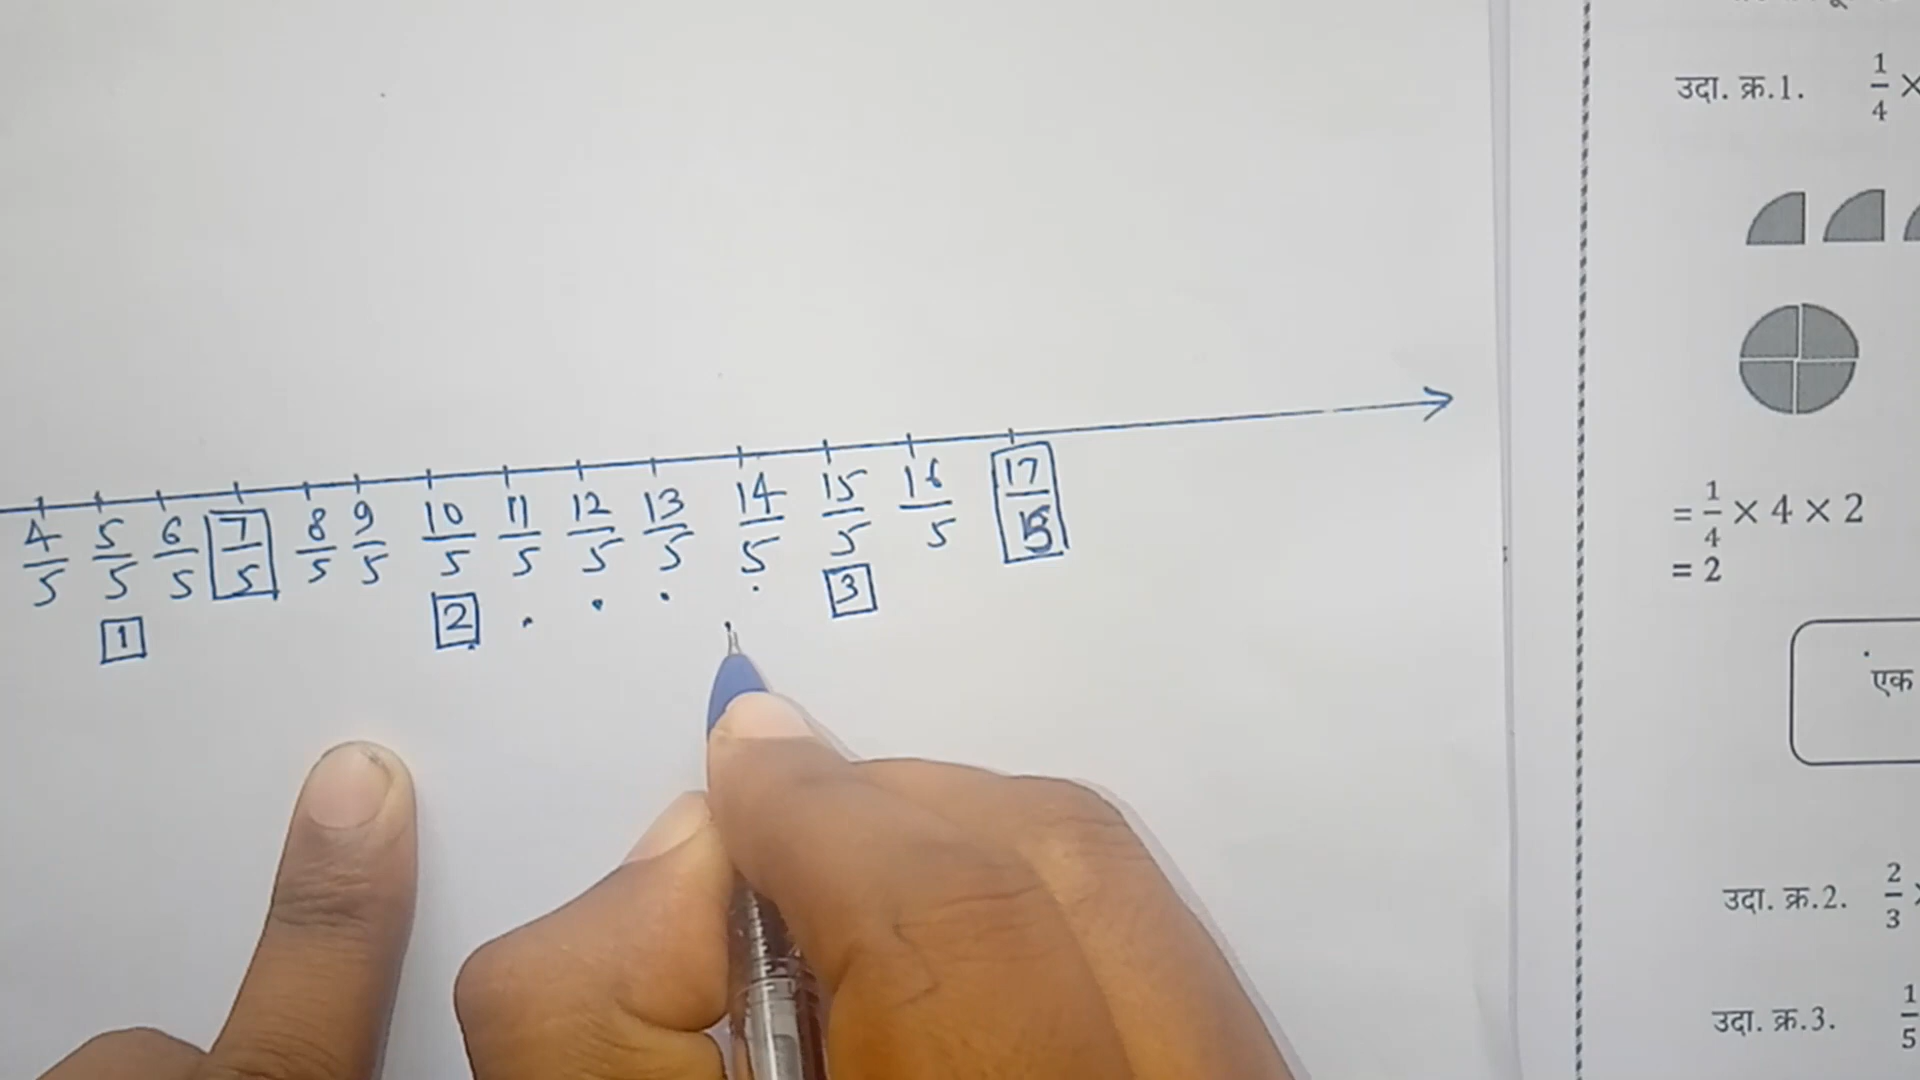 4/5 5/5 6/5 7/5 8/5 9/5 10/5 11/5 12/5 13/5 14/5 15/5 16/5
1 2 3
उदा. क्र.1. 1/4 ×
= 1/4 × 4 × 2
= 2
एक
उदा. क्र.2. 2/3
उदा. क्र.3. 1/5